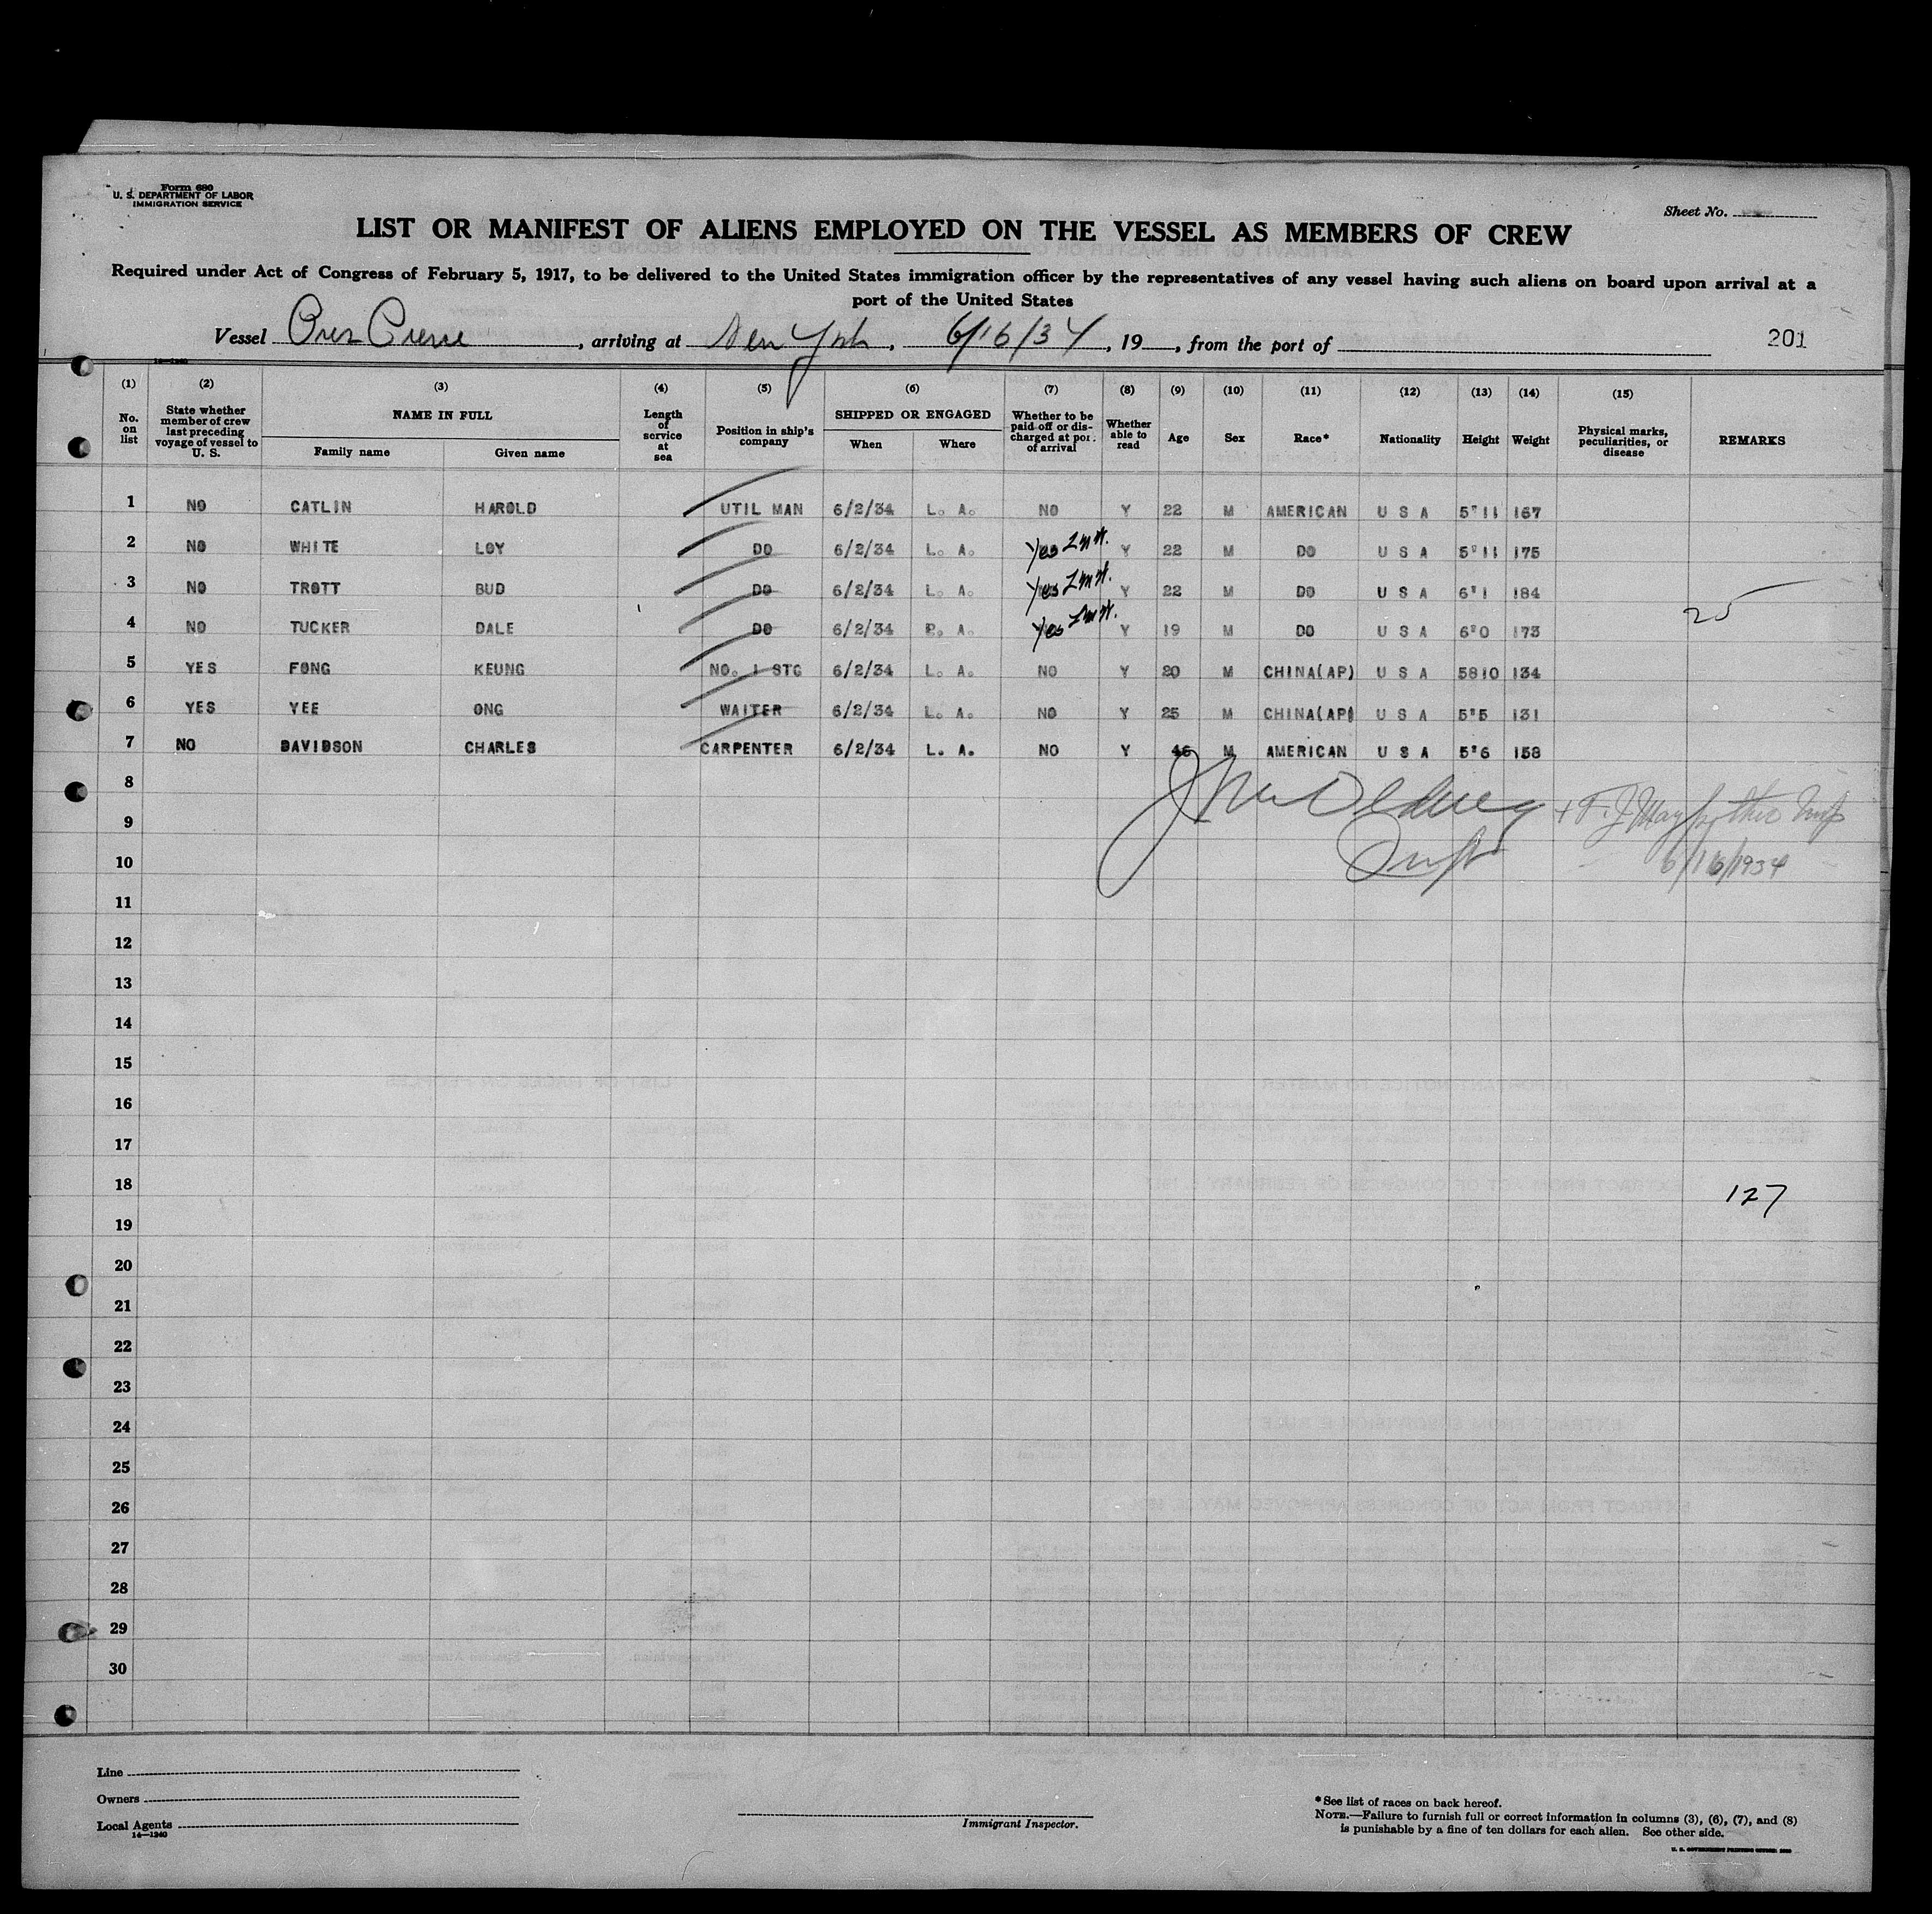 Form 680
U. S. DEPARTMENT OF LABOR
IMMIGRATION SERVICE
Sheet No.
LIST OR MANIFEST OF ALIENS EMPLOYED ON THE VESSEL AS MEMBERS OF CREW
Required under Act of Congress of February 5, 1917, to be delivered to the United States immigration officer by the representatives of any vessel having such aliens on board upon arrival at a
port of the United States
Vessel Pres Pierce, arriving at New York, 6/16/34, 19, from the port of 201
14—1240
(1) (2) (3) (4) (5) (6) (7) (8) (9) (10) (11) (12) (13) (14) (15)
No. on list
State whether member of crew last preceding voyage of vessel to U. S.
NAME IN FULL
Family name Given name
Length of service at sea
Position in ship's company
SHIPPED OR ENGAGED
When Where
Whether to be paid off or discharged at port of arrival
Whether able to read
Age
Sex
Race*
Nationality
Height
Weight
Physical marks, peculiarities, or disease
REMARKS
1 NO CATLIN HAROLD UTIL MAN 6/2/34 L. A. NO Y 22 M AMERICAN U S A 5'11 167
2 NO WHITE LOY DO 6/2/34 L. A. Yes Y 22 M DO U S A 5'11 175
3 NO TROTT BUD DO 6/2/34 L. A. Yes Y 22 M DO U S A 6'1 184
4 NO TUCKER DALE DO 6/2/34 A. Yes Y 19 M DO U S A 6'0 173
25
5 YES FONG KEUNG NO. 1 STG 6/2/34 L. A. NO Y 20 M CHINA(AP) U S A 5810 134
6 YES YEE ONG WAITER 6/2/34 L. A. NO Y 25 M CHINA(AP) U S A 5'5 131
7 NO DAVIDSON CHARLES CARPENTER 6/2/34 L. A. NO Y 46 M AMERICAN U S A 5'6 158
8
9
10
6/16/1934
11
12
13
14
15
16
17
18
127
19
20
21
22
23
24
25
26
27
28
29
30
Line
Owners
Local Agents
14—1240
Immigrant Inspector.
*See list of races on back hereof.
NOTE.—Failure to furnish full or correct information in columns (3), (6), (7), and (8)
is punishable by a fine of ten dollars for each alien. See other side.